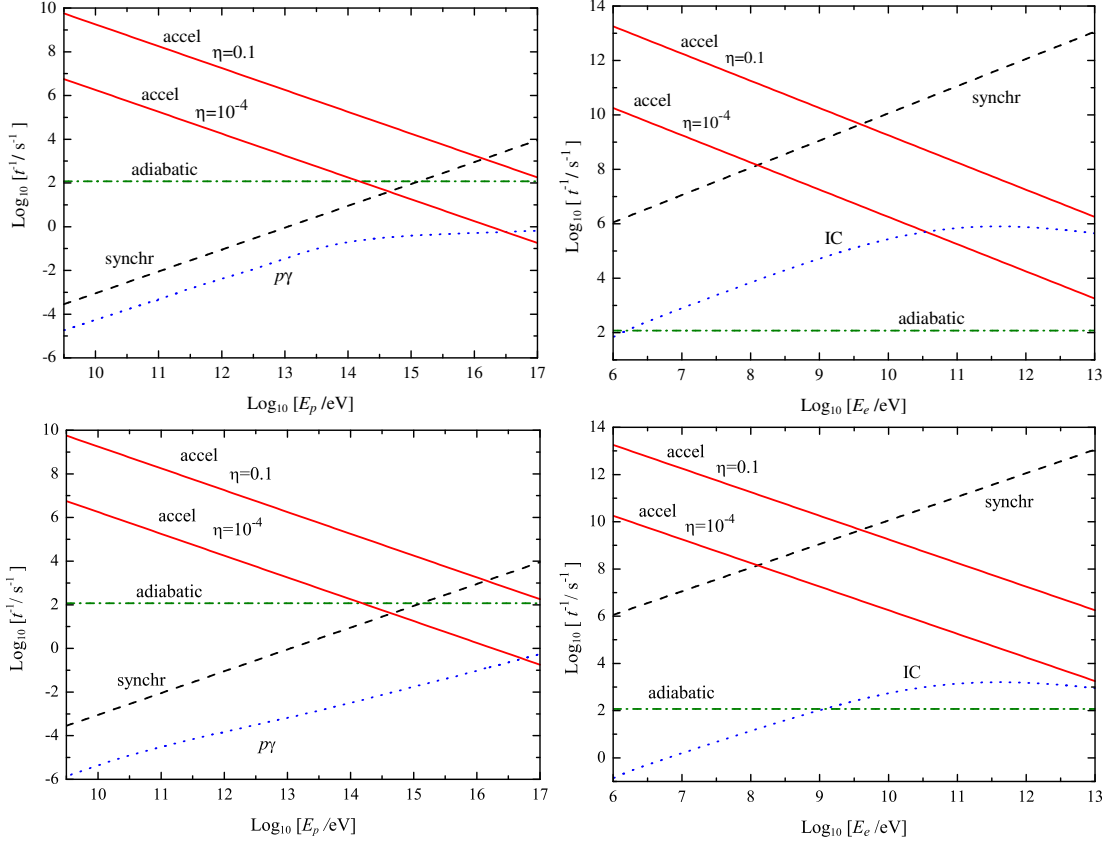 10
8
6
4
2
0
-2
-4
-6
Log₁₀ [ t⁻¹/ s⁻¹ ]
accel
η=0.1
accel
η=10⁻⁴
adiabatic
synchr
pγ
10 11 12 13 14 15 16 17
Log₁₀ [E_p /eV]
14
12
10
8
6
4
2
Log₁₀ [ t⁻¹/ s⁻¹ ]
accel
η=0.1
accel
η=10⁻⁴
synchr
IC
adiabatic
6 7 8 9 10 11 12 13
Log₁₀ [E_e /eV]
10
8
6
4
2
0
-2
-4
-6
Log₁₀ [ t⁻¹/ s⁻¹ ]
accel
η=0.1
accel
η=10⁻⁴
adiabatic
synchr
pγ
10 11 12 13 14 15 16 17
Log₁₀ [E_p /eV]
14
12
10
8
6
4
2
0
Log₁₀ [ t⁻¹/ s⁻¹ ]
accel
η=0.1
accel
η=10⁻⁴
synchr
IC
adiabatic
6 7 8 9 10 11 12 13
Log₁₀ [E_e /eV]